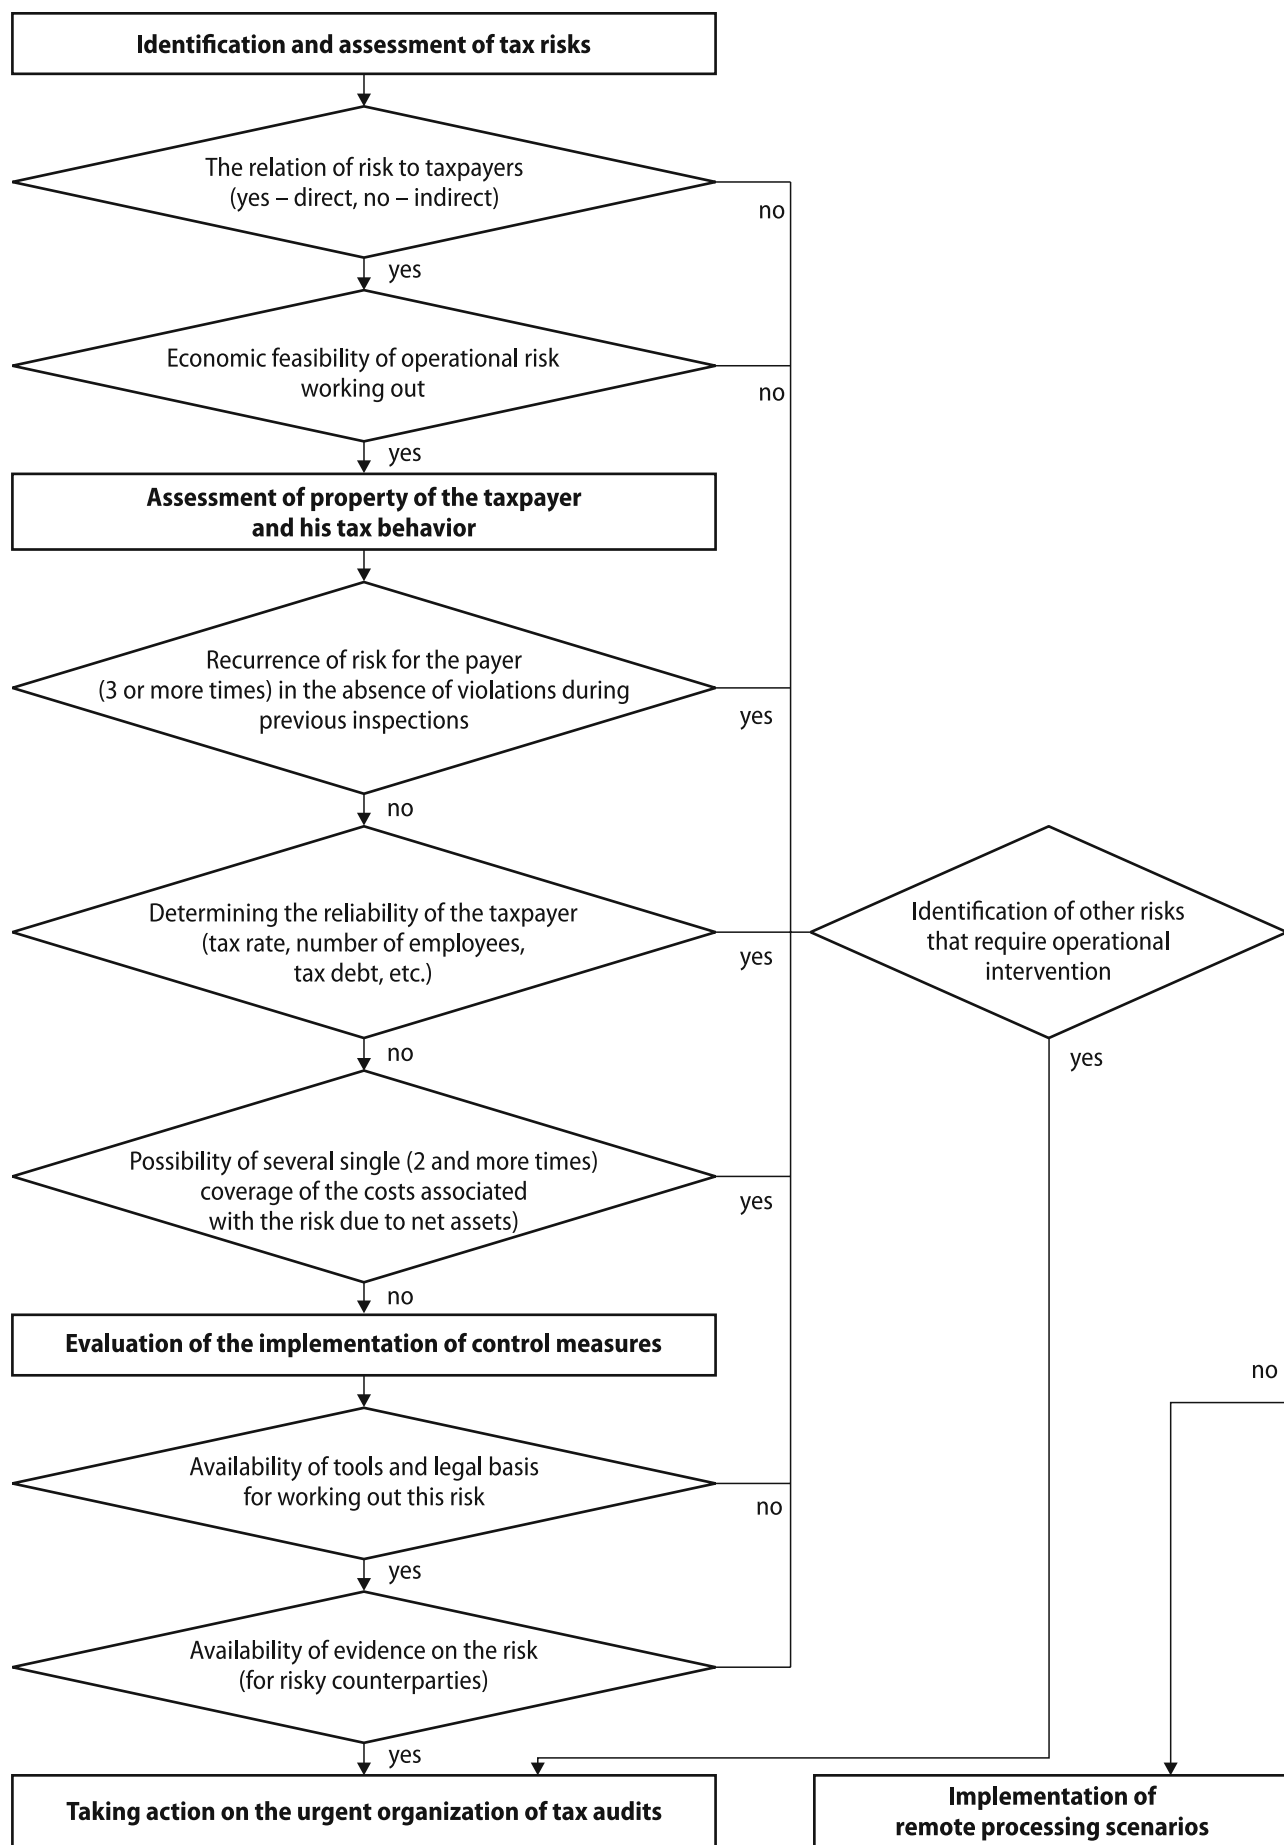 Identification and assessment of tax risks
The relation of risk to taxpayers
(yes – direct, no – indirect)
no
yes
Economic feasibility of operational risk
working out
no
yes
Assessment of property of the taxpayer
and his tax behavior
Recurrence of risk for the payer
(3 or more times) in the absence of violations during
previous inspections
yes
no
Determining the reliability of the taxpayer
(tax rate, number of employees,
tax debt, etc.)
yes
Identification of other risks
that require operational
intervention
no
yes
Possibility of several single (2 and more times)
coverage of the costs associated
with the risk due to net assets)
yes
no
Evaluation of the implementation of control measures
no
Availability of tools and legal basis
for working out this risk
no
yes
Availability of evidence on the risk
(for risky counterparties)
yes
Taking action on the urgent organization of tax audits
Implementation of
remote processing scenarios